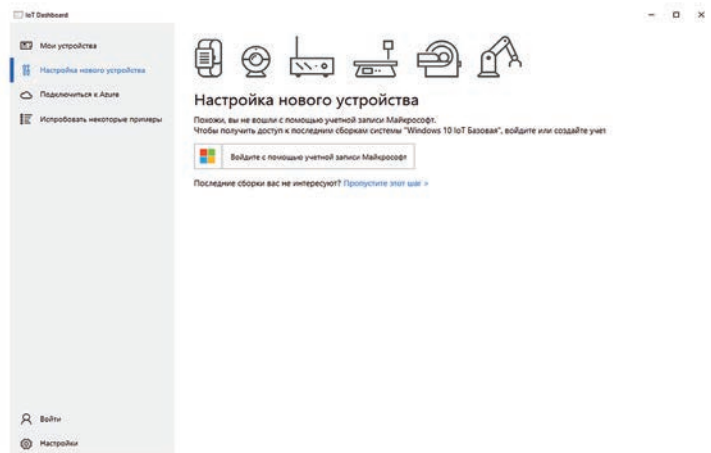 IoT Dashboard
Мои устройства
Настройка нового устройства
Подключиться к Azure
Испробовать некоторые примеры
Настройка нового устройства
Похоже, вы не вошли с помощью учетной записи Майкрософт.
Чтобы получить доступ к последним сборкам системы "Windows 10 IoT Базовая", войдите или создайте учет
Войдите с помощью учетной записи Майкрософт
Последние сборки вас не интересуют? Пропустите этот шаг >
Войти
Настройки